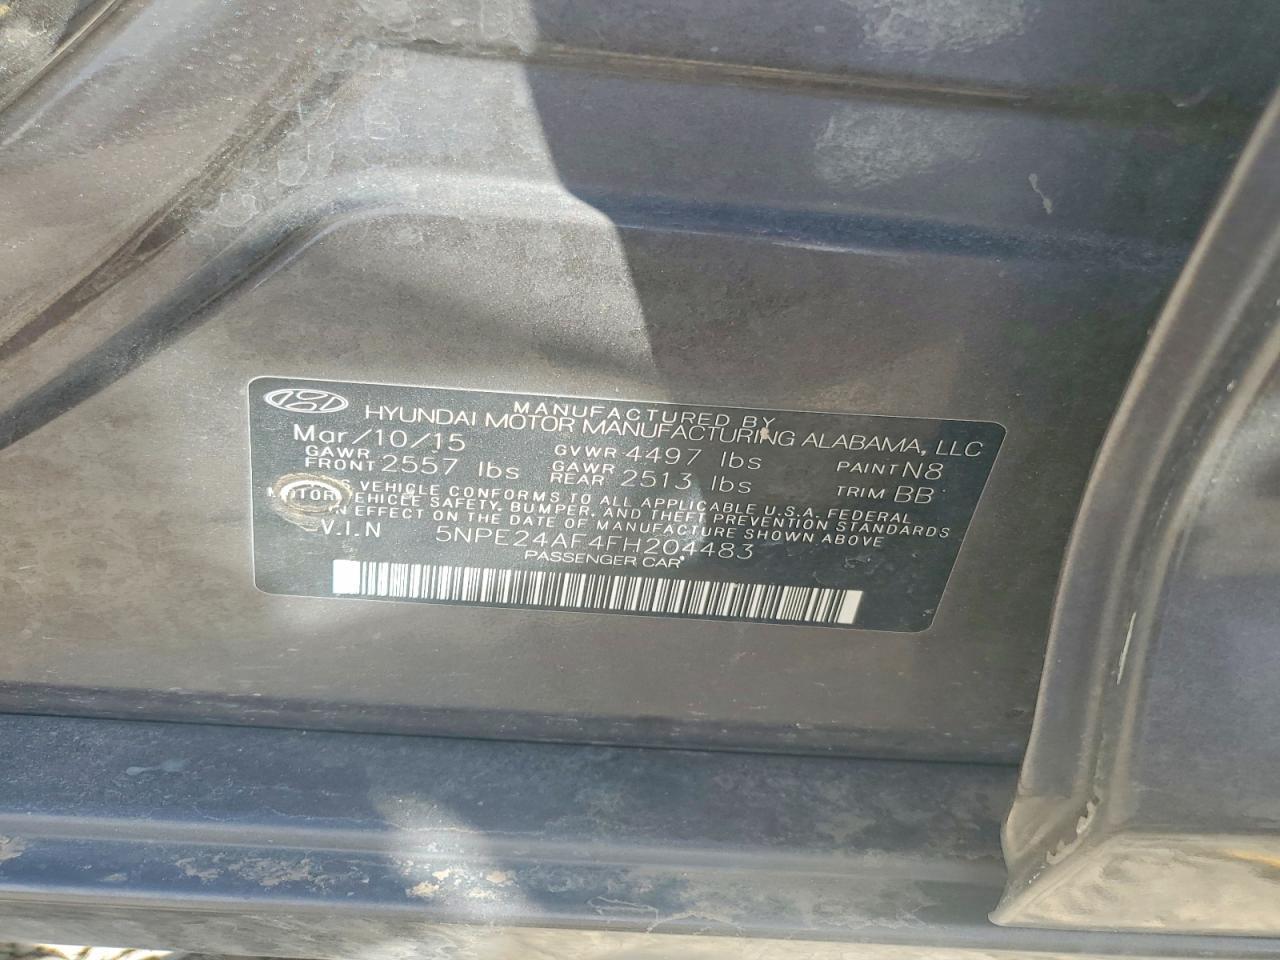 MANUFACTURED BY
HYUNDAI MOTOR MANUFACTURING ALABAMA, LLC
Mar/10/15 GVWR 4497 lbs PAINT N8
GAWR FRONT 2557 lbs GAWR REAR 2513 lbs TRIM BB
VEHICLE CONFORMS TO ALL APPLICABLE U.S.A. FEDERAL
MOTOR VEHICLE SAFETY, BUMPER, AND THEFT PREVENTION STANDARDS
IN EFFECT ON THE DATE OF MANUFACTURE SHOWN ABOVE
V.I.N 5NPE24AF4FH204483
PASSENGER CAR